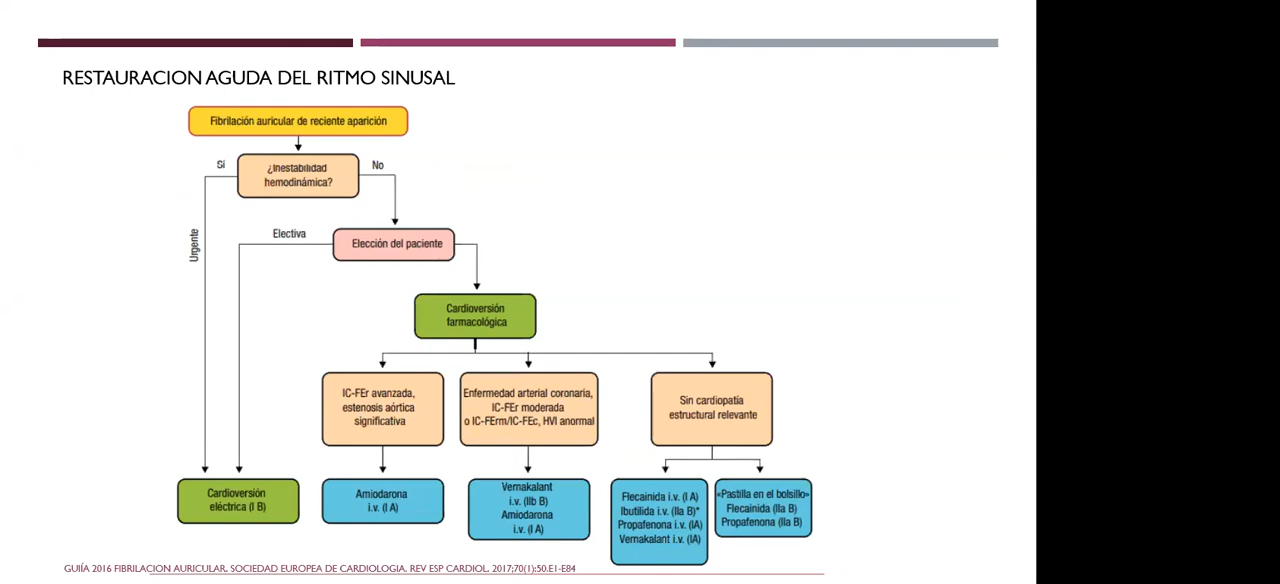 RESTAURACION AGUDA DEL RITMO SINUSAL
Fibrilación auricular de reciente aparición
Sí
¿Inestabilidad
hemodinámica?
No
Urgente
Electiva
Elección del paciente
Cardioversión
farmacológica
IC-FEr avanzada,
estenosis aórtica
significativa
Enfermedad arterial coronaria,
IC-FEr moderada
o IC-FErm/IC-FEc, HVI anormal
Sin cardiopatía
estructural relevante
Cardioversión
eléctrica (I B)
Amiodarona
i.v. (I A)
Vernakalant
i.v. (IIb B)
Amiodarona
i.v. (I A)
Flecainida i.v. (I A)
Ibutilida i.v. (IIa B)*
Propafenona i.v. (IA)
Vernakalant i.v. (IA)
«Pastilla en el bolsillo»
Flecainida (IIa B)
Propafenona (IIa B)
GUIÍA 2016 FIBRILACION AURICULAR. SOCIEDAD EUROPEA DE CARDIOLOGIA. REV ESP CARDIOL. 2017;70(1):50.E1-E84